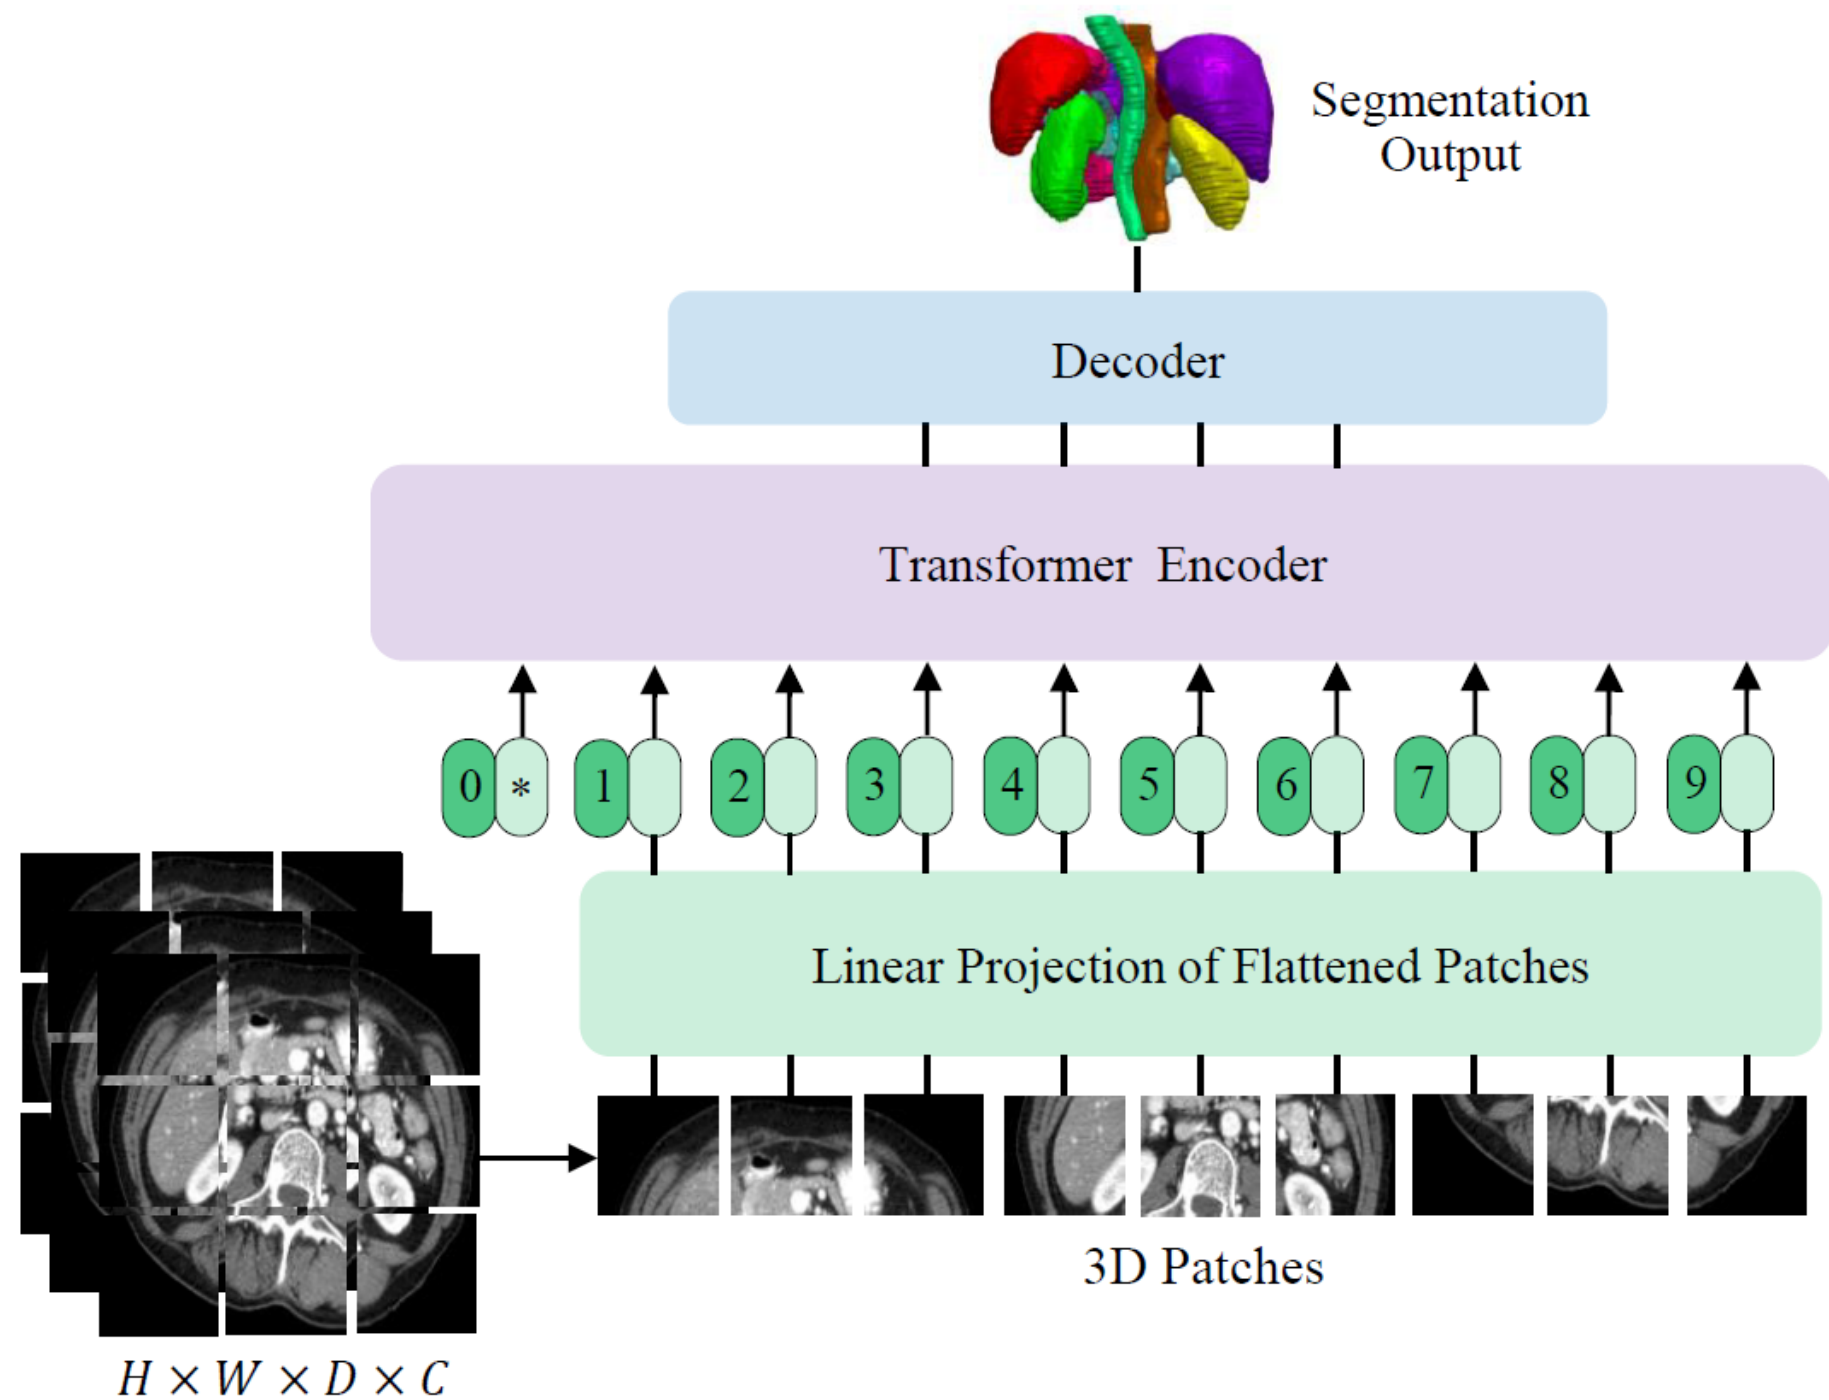 Segmentation
Output
Decoder
Transformer Encoder
0 * 1 2 3 4 5 6 7 8 9
Linear Projection of Flattened Patches
3D Patches
H × W × D × C